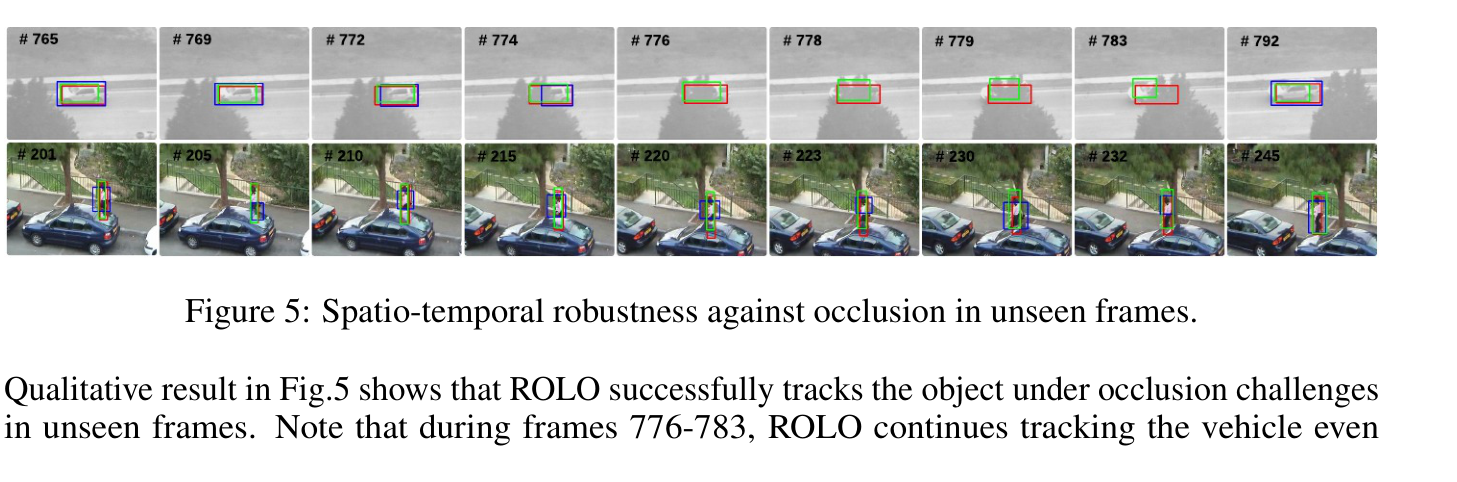 # 765 # 769 # 772 # 774 # 776 # 778 # 779 # 783 # 792
# 201 # 205 # 210 # 215 # 220 # 223 # 230 # 232 # 245
Figure 5: Spatio-temporal robustness against occlusion in unseen frames.
Qualitative result in Fig.5 shows that ROLO successfully tracks the object under occlusion challenges
in unseen frames. Note that during frames 776-783, ROLO continues tracking the vehicle even